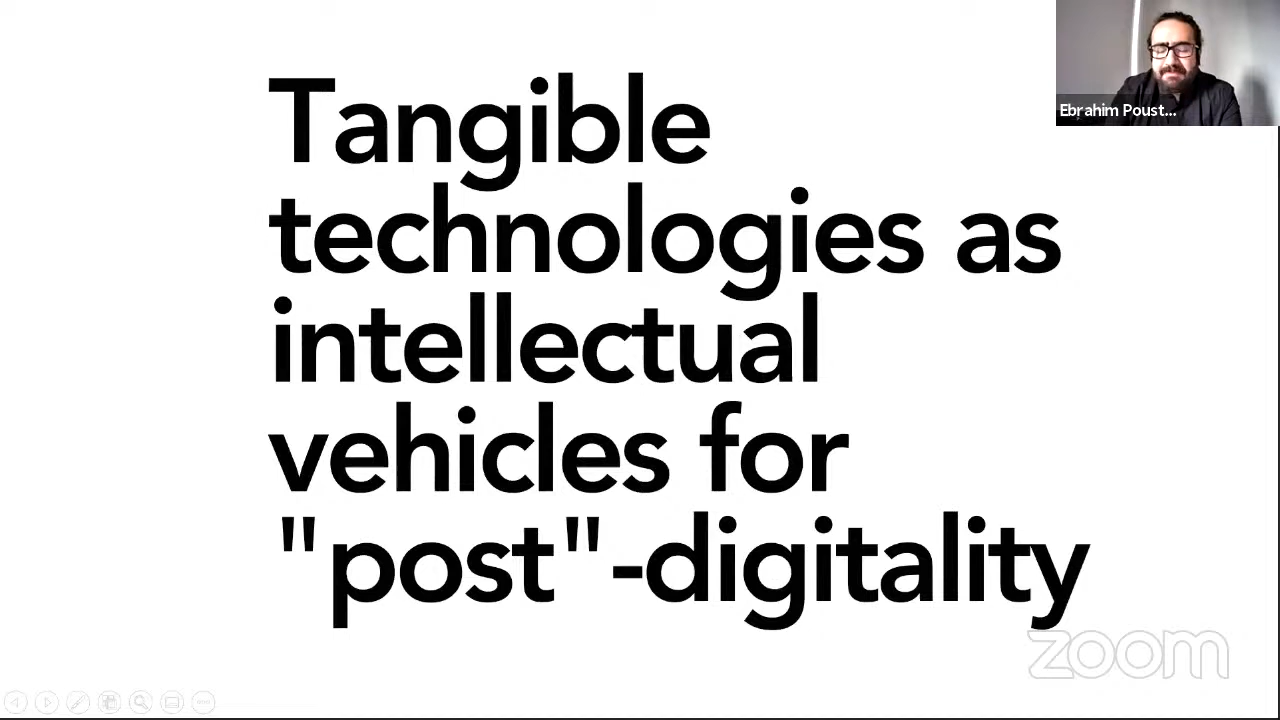 Tangible
technologies as
intellectual
vehicles for
"post"-digitality
Ebrahim Poust...
zoom